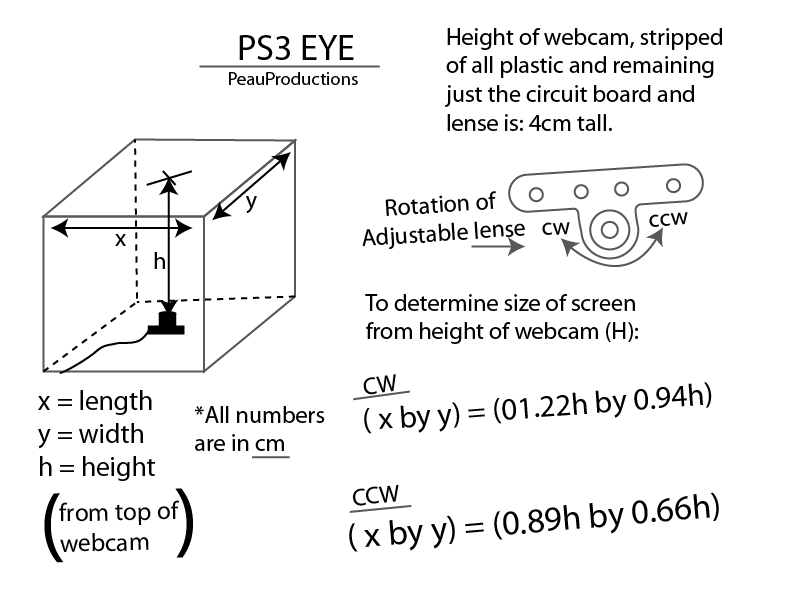 PS3 EYE
PeauProductions
Height of webcam, stripped
of all plastic and remaining
just the circuit board and
lense is: 4cm tall.
y
x
h
Rotation of
Adjustable lense
cw
ccw
To determine size of screen
from height of webcam (H):
x = length
y = width
h = height
(from top of
webcam)
*All numbers
are in cm
CW
( x by y) = (01.22h by 0.94h)
CCW
( x by y) = (0.89h by 0.66h)